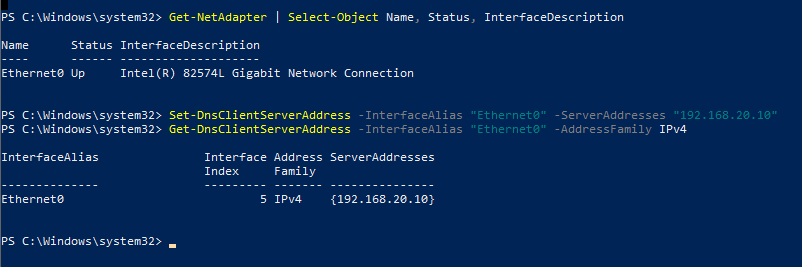 PS C:\Windows\system32> Get-NetAdapter | Select-Object Name, Status, InterfaceDescription
Name      Status InterfaceDescription
----      ------ --------------------
Ethernet0 Up     Intel(R) 82574L Gigabit Network Connection
PS C:\Windows\system32> Set-DnsClientServerAddress -InterfaceAlias "Ethernet0" -ServerAddresses "192.168.20.10"
PS C:\Windows\system32> Get-DnsClientServerAddress -InterfaceAlias "Ethernet0" -AddressFamily IPv4
InterfaceAlias               Interface Address ServerAddresses
                             Index     Family
--------------               --------- ------- ---------------
Ethernet0                            5 IPv4    {192.168.20.10}
PS C:\Windows\system32>